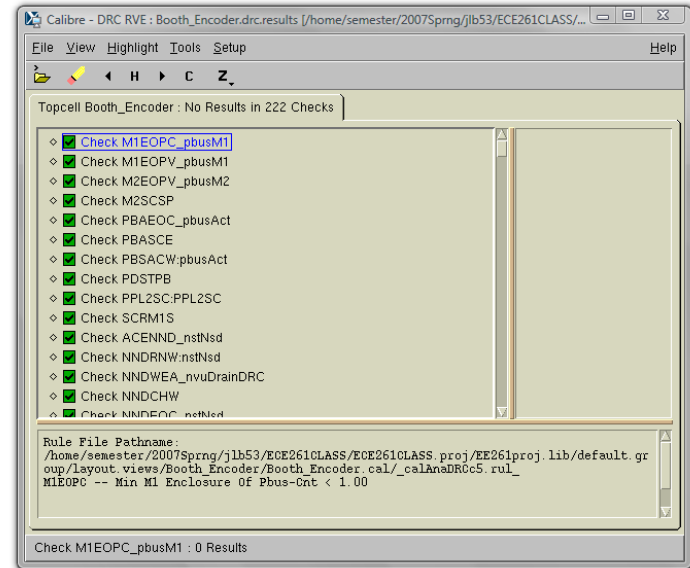 Calibre - DRC RVE : Booth_Encoder.drc.results [/home/semester/2007Sprng/jlb53/ECE261CLASS/...
File View Highlight Tools Setup Help
H C Z
Topcell Booth_Encoder : No Results in 222 Checks
Check M1EOPC_pbusM1
Check M1EOPV_pbusM1
Check M2EOPV_pbusM2
Check M2SCSP
Check PBAEOC_pbusAct
Check PBASCE
Check PBSACW:pbusAct
Check PDSTPB
Check PPL2SC:PPL2SC
Check SCRM1S
Check ACENND_nstNsd
Check NNDRNW:nstNsd
Check NNDWEA_nvuDrainDRC
Check NNDCHW
Check NNDEOC_nstNsd
Rule File Pathname:
/home/semester/2007Sprng/jlb53/ECE261CLASS/ECE261CLASS.proj/EE261proj.lib/default.gr
oup/layout.views/Booth_Encoder/Booth_Encoder.cal/_calAnaDRCc5.rul_
M1EOPC -- Min M1 Enclosure Of Pbus-Cnt < 1.00
Check M1EOPC_pbusM1 : 0 Results